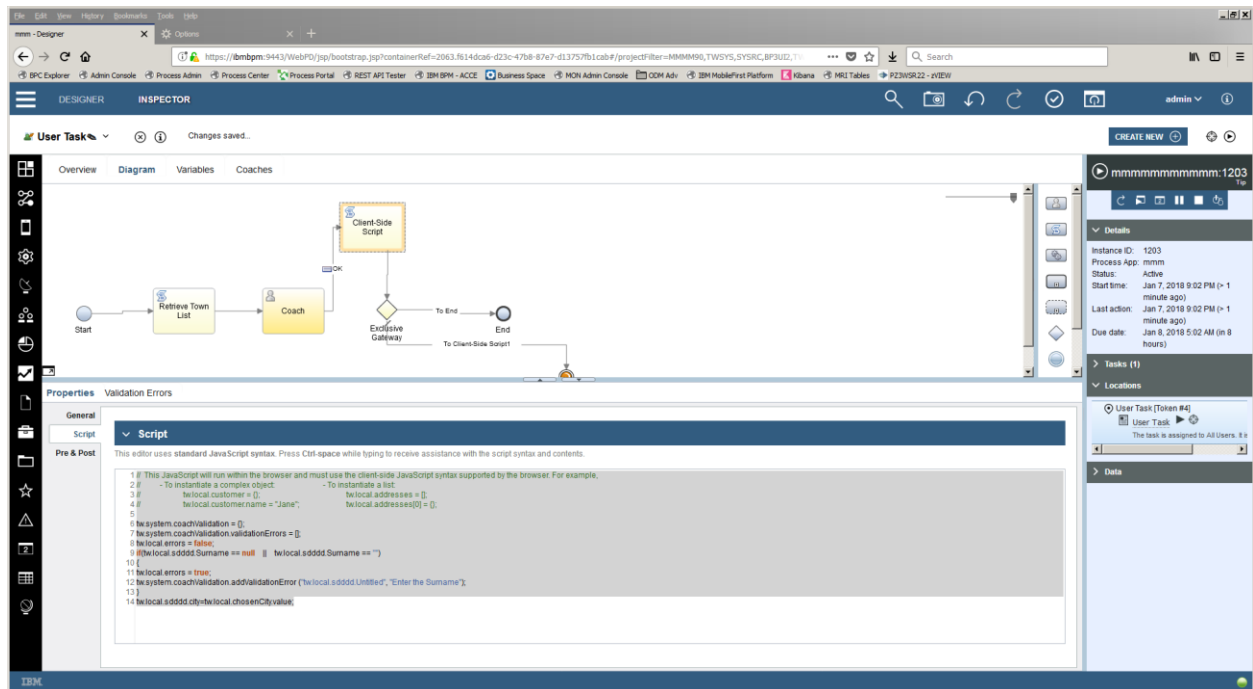 File Edit View History Bookmarks Tools Help
mmm - Designer
Options
https://ibmbpm:9443/WebPD/jsp/bootstrap.jsp?containerRef=2063.f614dca6-d23c-47b8-87e7-d13757fb1cab#/projectFilter=MMMM90,TWSYS,SYSRC,BP3UI2,
Search
BPC Explorer Admin Console Process Admin Process Center Process Portal REST API Tester IBM BPM - ACCE Business Space MON Admin Console ODM Adv IBM MobileFirst Platform Kibana MRI Tables PZ3WSR22 - zVIEW
DESIGNER INSPECTOR
admin
User Task
Changes saved...
CREATE NEW
Overview Diagram Variables Coaches
mmmmmmmmmmm:1203
Tip
Client-Side
Script
OK
Retrieve Town
List
Coach
Start
To End
Exclusive
Gateway
End
To Client-Side Script1
Details
Instance ID: 1203
Process App: mmm
Status: Active
Start time: Jan 7, 2018 9:02 PM (> 1
minute ago)
Last action: Jan 7, 2018 9:02 PM (> 1
minute ago)
Due date: Jan 8, 2018 5:02 AM (in 8
hours)
Tasks (1)
Locations
User Task [Token #4]
User Task
The task is assigned to All Users.
Data
Properties Validation Errors
General
Script
Pre & Post
Script
This editor uses standard JavaScript syntax. Press Ctrl-space while typing to receive assistance with the script syntax and contents.
1 // This JavaScript will run within the browser and must use the client-side JavaScript syntax supported by the browser. For example,
2 // - To instantiate a complex object: - To instantiate a list:
3 // tw.local.customer = {}; tw.local.addresses = [];
4 // tw.local.customer.name = "Jane"; tw.local.addresses[0] = {};
5
6 tw.system.coachValidation = {};
7 tw.system.coachValidation.validationErrors = [];
8 tw.local.errors = false;
9 if(tw.local.sdddd.Surname == null || tw.local.sdddd.Surname == "")
10 {
11 tw.local.errors = true;
12 tw.system.coachValidation.addValidationError ("tw.local.sdddd.Untitled", "Enter the Surname");
13 }
14 tw.local.sdddd.city=tw.local.chosenCity.value;
2
IBM